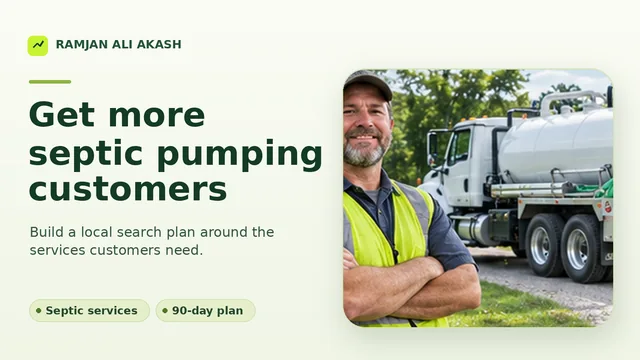 RAMJAN ALI AKASH
Get more
septic pumping
customers
Build a local search plan around the
services customers need.
Septic services
90-day plan